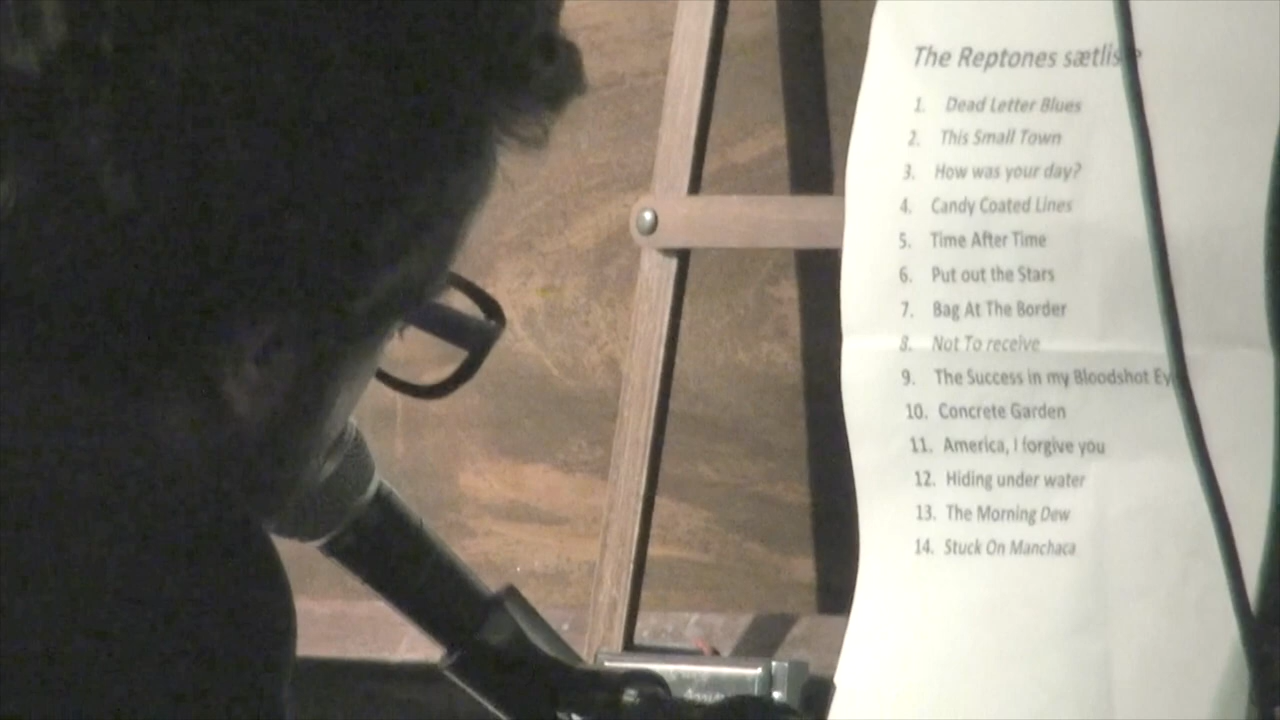 The Reptones sætlis
1. Dead Letter Blues
2. This Small Town
3. How was your day?
4. Candy Coated Lines
5. Time After Time
6. Put out the Stars
7. Bag At The Border
8. Not To receive
9. The Success in my Bloodshot Ey
10. Concrete Garden
11. America, I forgive you
12. Hiding under water
13. The Morning Dew
14. Stuck On Manchaca